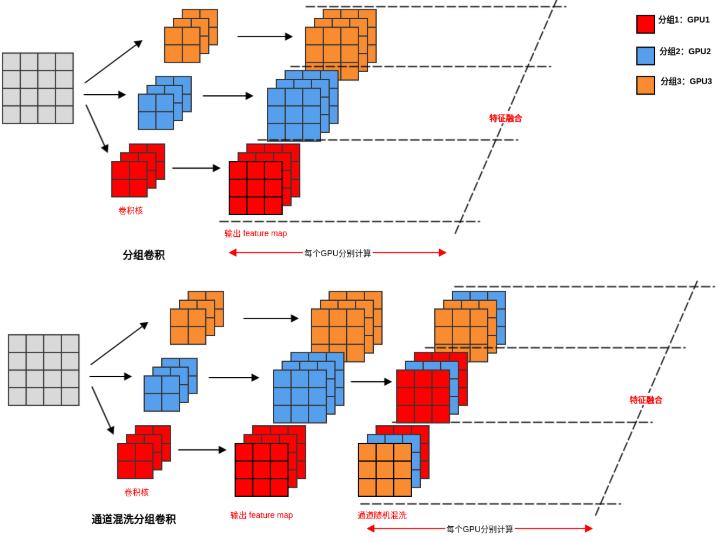 分组1：GPU1
分组2：GPU2
分组3：GPU3
特征融合
卷积核
输出 feature map
分组卷积
每个GPU分别计算
特征融合
卷积核
输出 feature map
通道随机混洗
通道混洗分组卷积
每个GPU分别计算